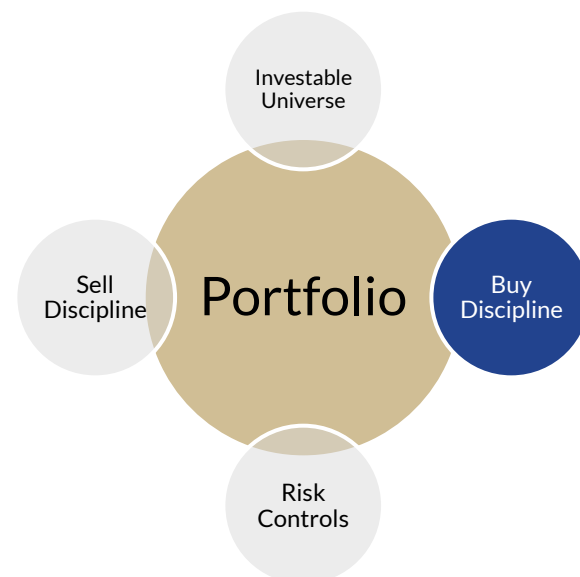 Investable
Universe
Sell
Discipline
Portfolio
Buy
Discipline
Risk
Controls